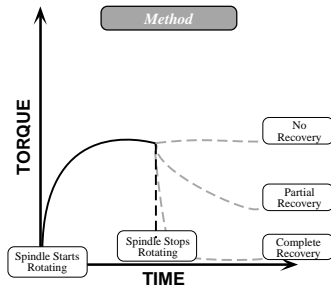 Method
TORQUE
No
Recovery
Partial
Recovery
Spindle Stops
Rotating
Complete
Recovery
Spindle Starts
Rotating
TIME